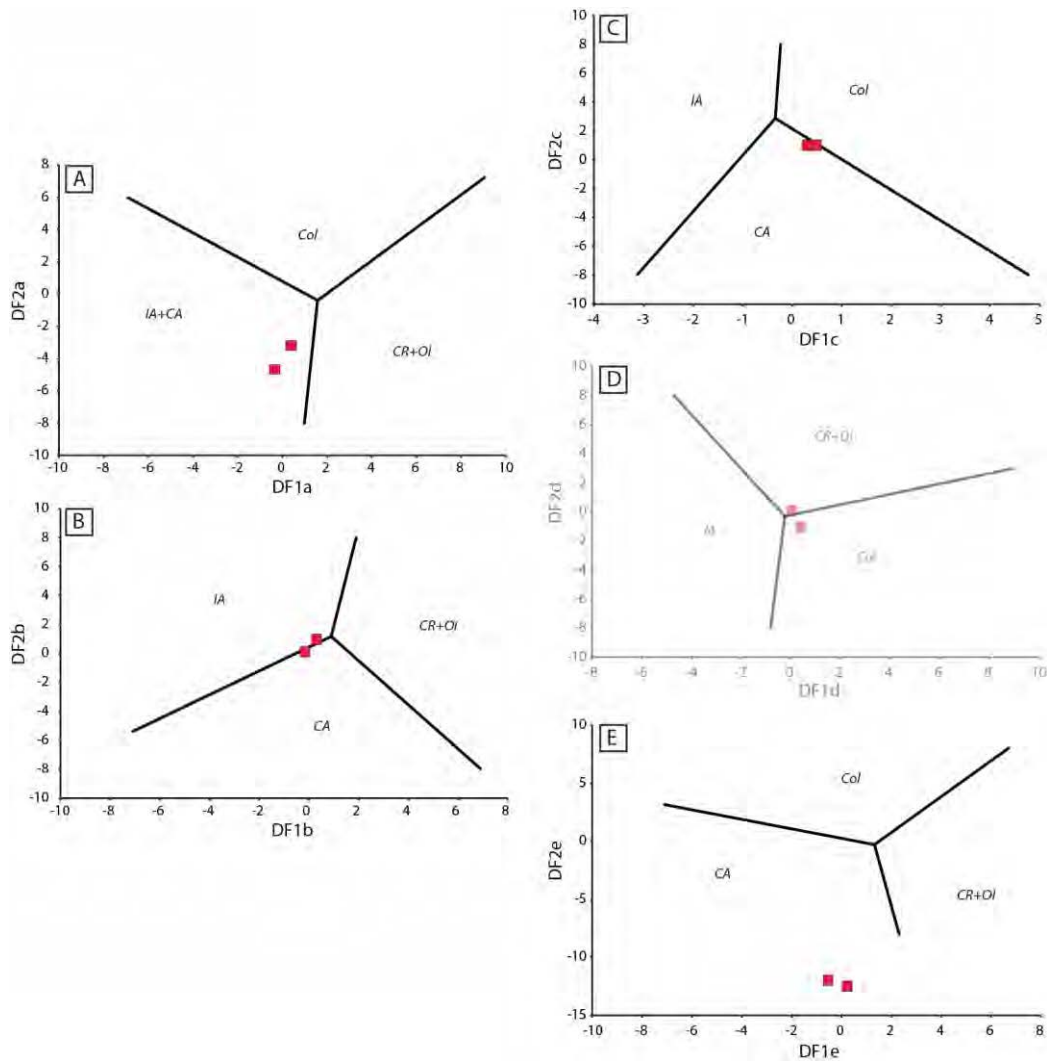 A
8
6
4
2
0
-2
-4
-6
-8
-10
-10 -8 -6 -4 -2 0 2 4 6 8 10
DF2a
DF1a
Col
IA+CA
CR+OI
B
10
8
6
4
2
0
-2
-4
-6
-8
-10
-10 -8 -6 -4 -2 0 2 4 6 8
DF2b
DF1b
IA
CR+OI
CA
C
10
8
6
4
2
0
-2
-4
-6
-8
-10
-4 -3 -2 -1 0 1 2 3 4 5
DF2c
DF1c
IA
Col
CA
D
10
8
6
4
2
0
-2
-4
-6
-8
-10
-8 -6 -4 -2 0 2 4 6 8 10
DF2d
DF1d
CR+OI
IA
Col
E
10
5
0
-5
-10
-15
-10 -8 -6 -4 -2 0 2 4 6 8
DF2e
DF1e
Col
CA
CR+OI